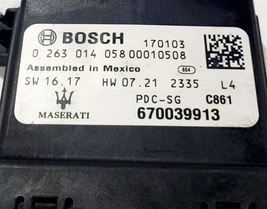 BOSCH 170103
0 263 014 058 00010508
Assembled in Mexico 884
SW 16.17 HW 07.21 2335 L4
PDC-SG C861
MASERATI 670039913